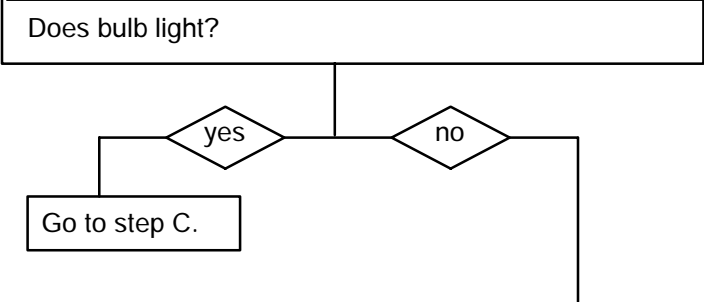 Does bulb light?
yes
no
Go to step C.